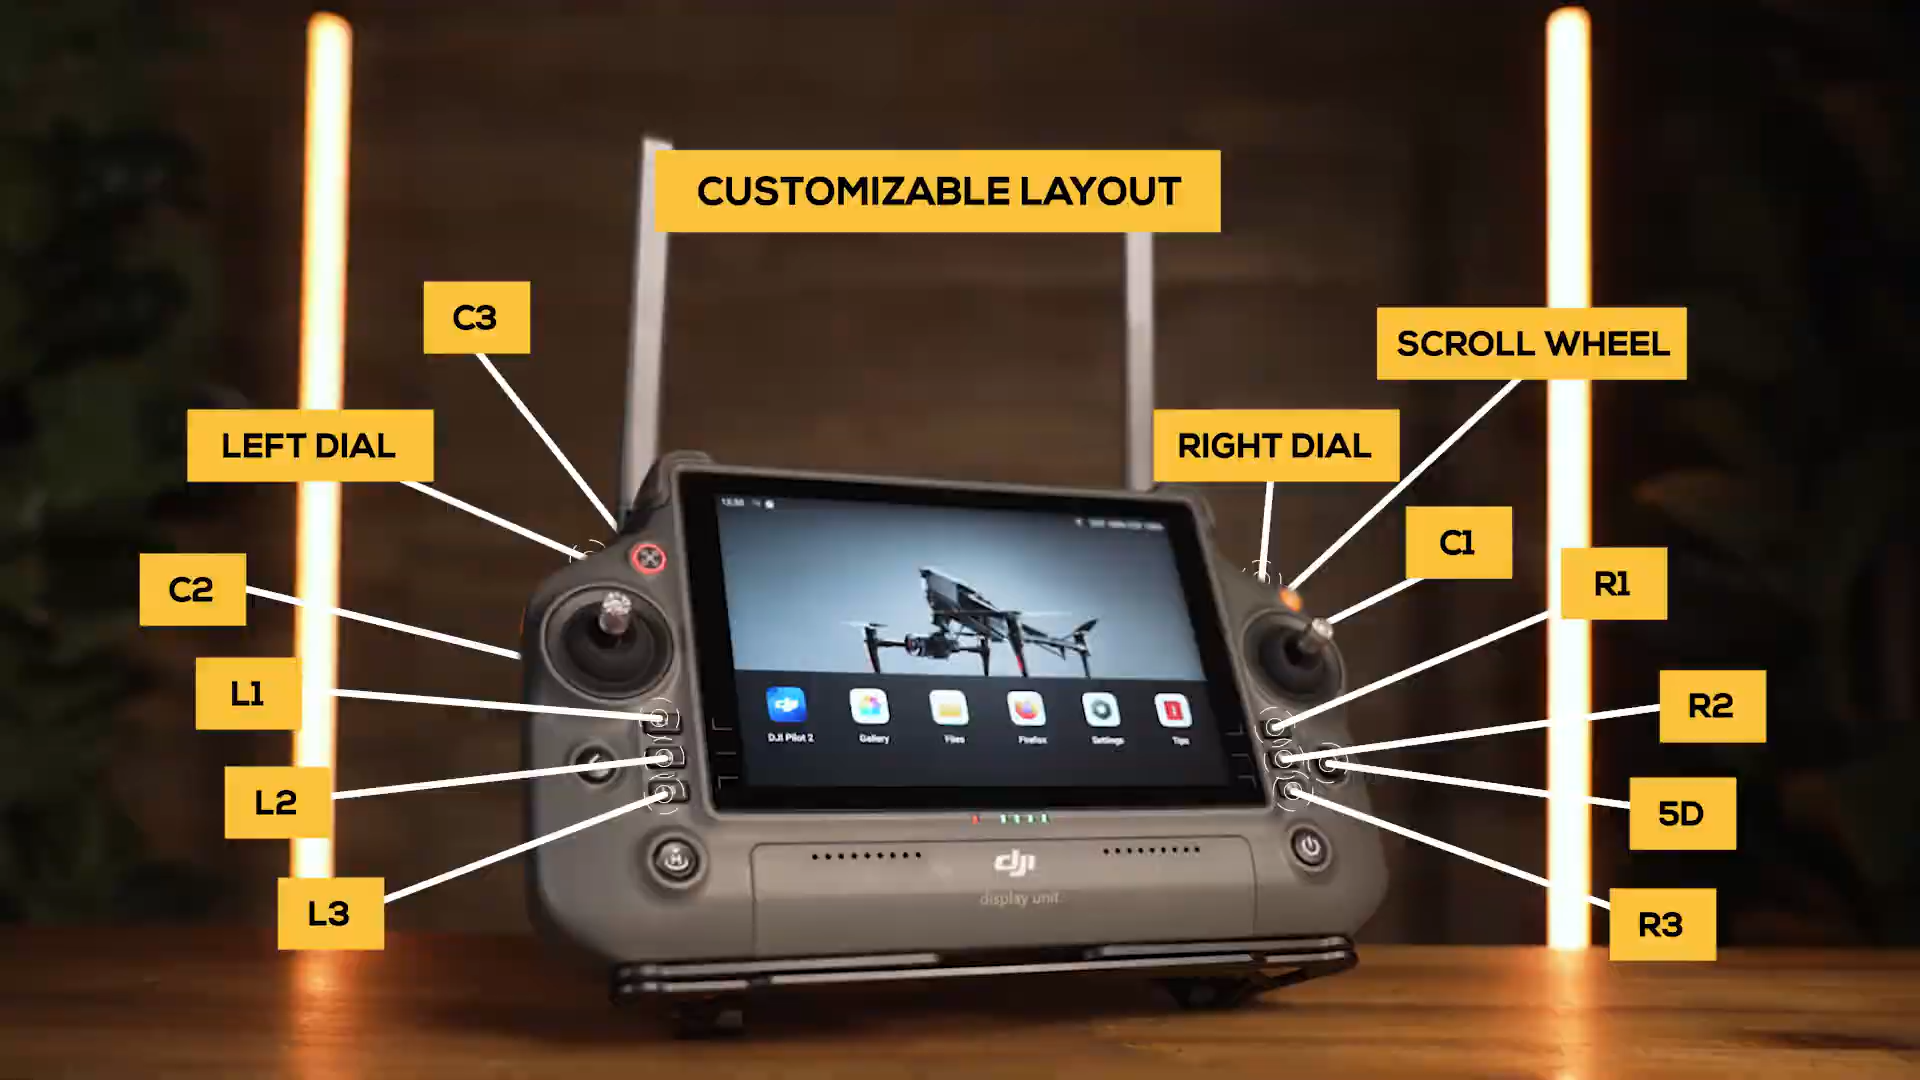 CUSTOMIZABLE LAYOUT
C3
SCROLL WHEEL
LEFT DIAL
RIGHT DIAL
C1
C2
R1
L1
R2
L2
5D
L3
R3
DJI Pilot 2
Gallery
Files
Firefox
Settings
Tips
dji
display unit